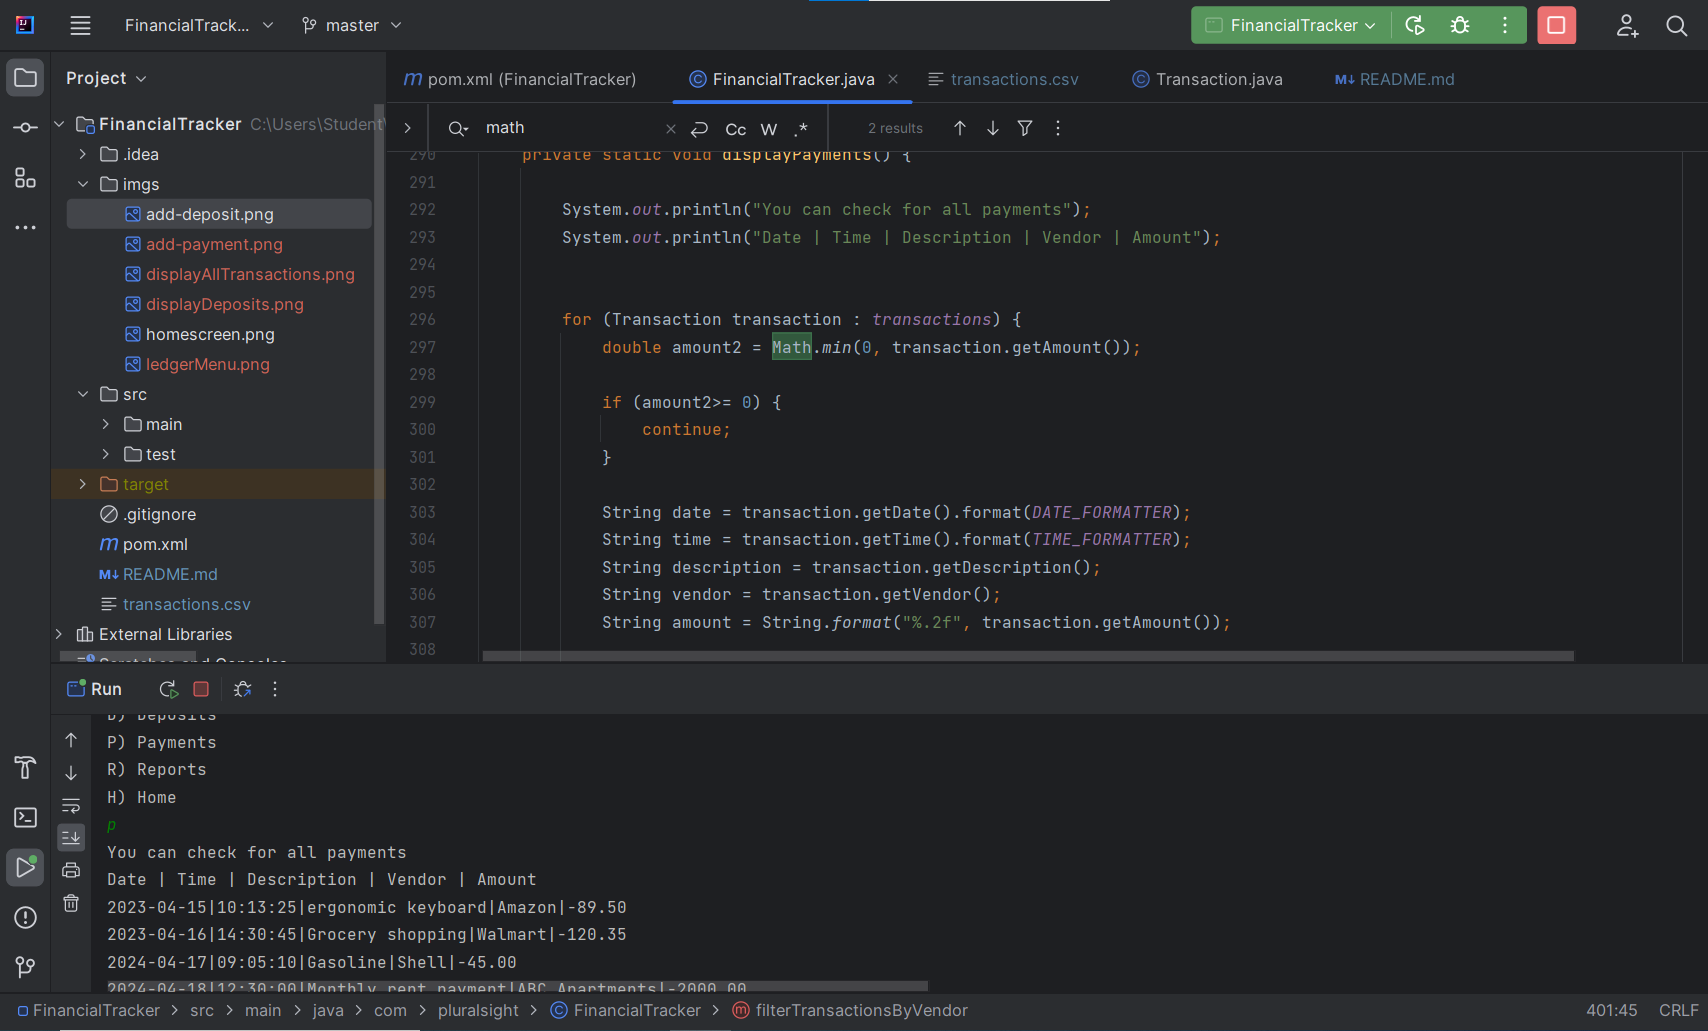 FinancialTrack...
master
FinancialTracker
Project
pom.xml (FinancialTracker)
FinancialTracker.java
transactions.csv
Transaction.java
M↓ README.md
math
Cc W .*
2 results
FinancialTracker C:\Users\Student\
.idea
imgs
add-deposit.png
add-payment.png
displayAllTransactions.png
displayDeposits.png
homescreen.png
ledgerMenu.png
src
main
test
target
.gitignore
pom.xml
M↓ README.md
transactions.csv
External Libraries
Scratches and Consoles
290 private static void displayPayments() {
291
292 System.out.println("You can check for all payments");
293 System.out.println("Date | Time | Description | Vendor | Amount");
294
295
296 for (Transaction transaction : transactions) {
297 double amount2 = Math.min(0, transaction.getAmount());
298
299 if (amount2>= 0) {
300 continue;
301 }
302
303 String date = transaction.getDate().format(DATE_FORMATTER);
304 String time = transaction.getTime().format(TIME_FORMATTER);
305 String description = transaction.getDescription();
306 String vendor = transaction.getVendor();
307 String amount = String.format("%.2f", transaction.getAmount());
308
Run
D) Deposits
P) Payments
R) Reports
H) Home
p
You can check for all payments
Date | Time | Description | Vendor | Amount
2023-04-15|10:13:25|ergonomic keyboard|Amazon|-89.50
2023-04-16|14:30:45|Grocery shopping|Walmart|-120.35
2024-04-17|09:05:10|Gasoline|Shell|-45.00
2024-04-18|12:30:00|Monthly rent payment|ABC Apartments|-2000.00
FinancialTracker > src > main > java > com > pluralsight > FinancialTracker > filterTransactionsByVendor
401:45 CRLF